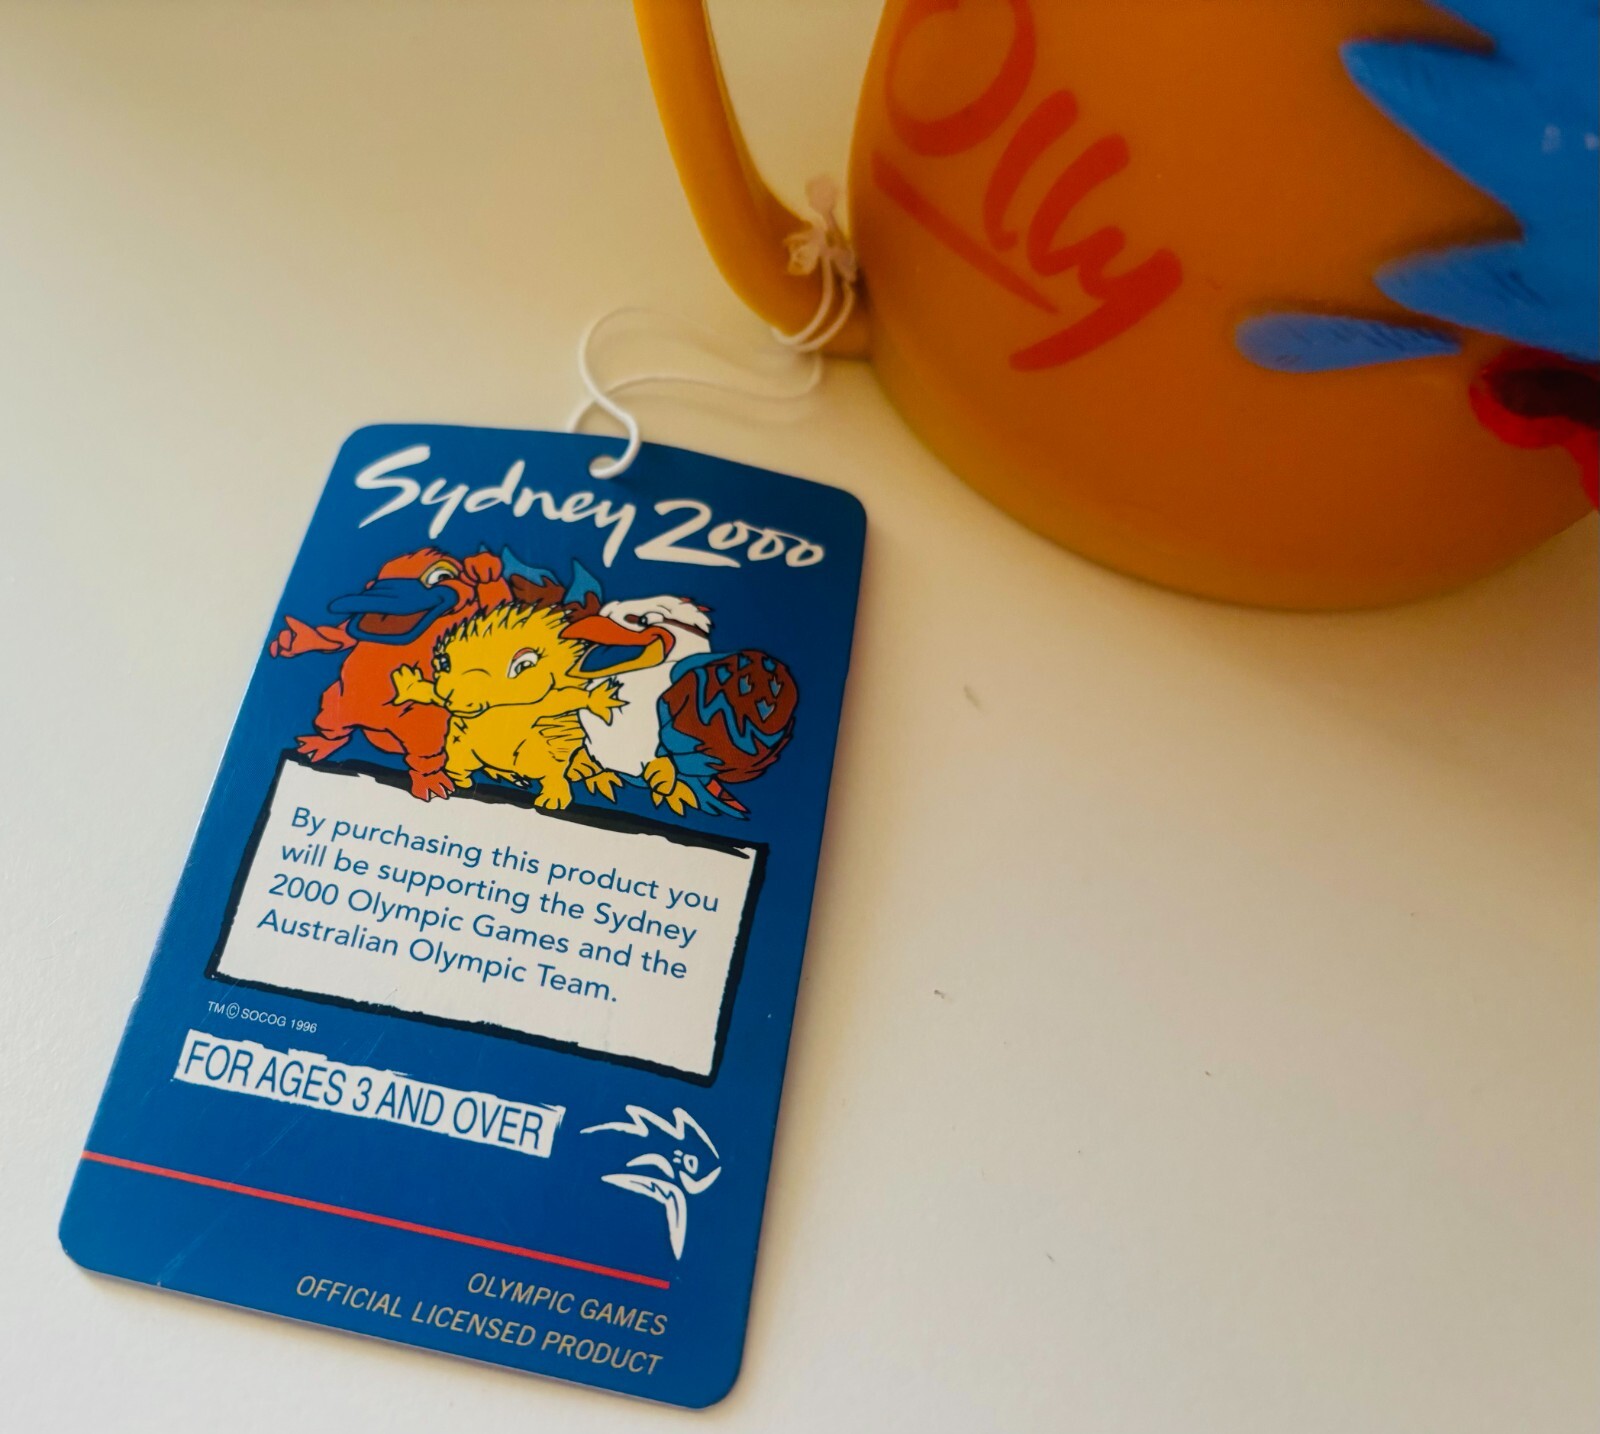 Olly
Sydney 2000
By purchasing this product you
will be supporting the Sydney
2000 Olympic Games and the
Australian Olympic Team.
TM © SOCOG 1996
FOR AGES 3 AND OVER
OLYMPIC GAMES
OFFICIAL LICENSED PRODUCT